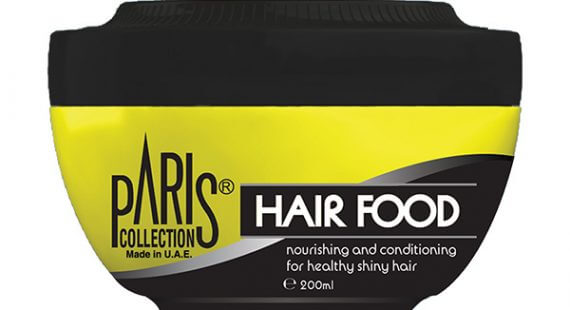 PARIS®
COLLECTION
Made in U.A.E.
HAIR FOOD
nourishing and conditioning
for healthy shiny hair
℮ 200ml